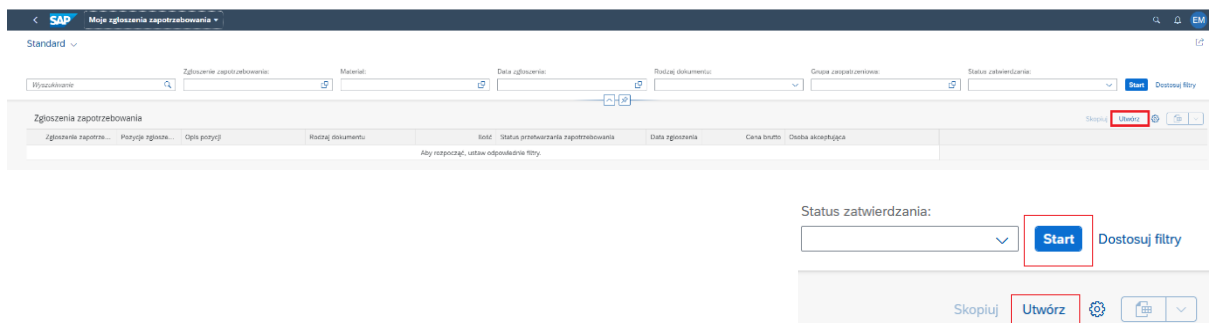 SAP Moje zgłoszenia zapotrzebowania EM
Standard
Zgłoszenie zapotrzebowania: Materiał: Data zgłoszenia: Rodzaj dokumentu: Grupa zaopatrzeniowa: Status zatwierdzania:
Wyszukiwanie Start Dostosuj filtry
Zgłoszenia zapotrzebowania Skopiuj Utwórz
Zgłoszenie zapotrze... Pozycja zgłosze... Opis pozycji Rodzaj dokumentu Ilość Status przetwarzania zapotrzebowania Data zgłoszenia Cena brutto Osoba akceptująca
Aby rozpocząć, ustaw odpowiednie filtry.
Status zatwierdzania:
Start Dostosuj filtry
Skopiuj Utwórz